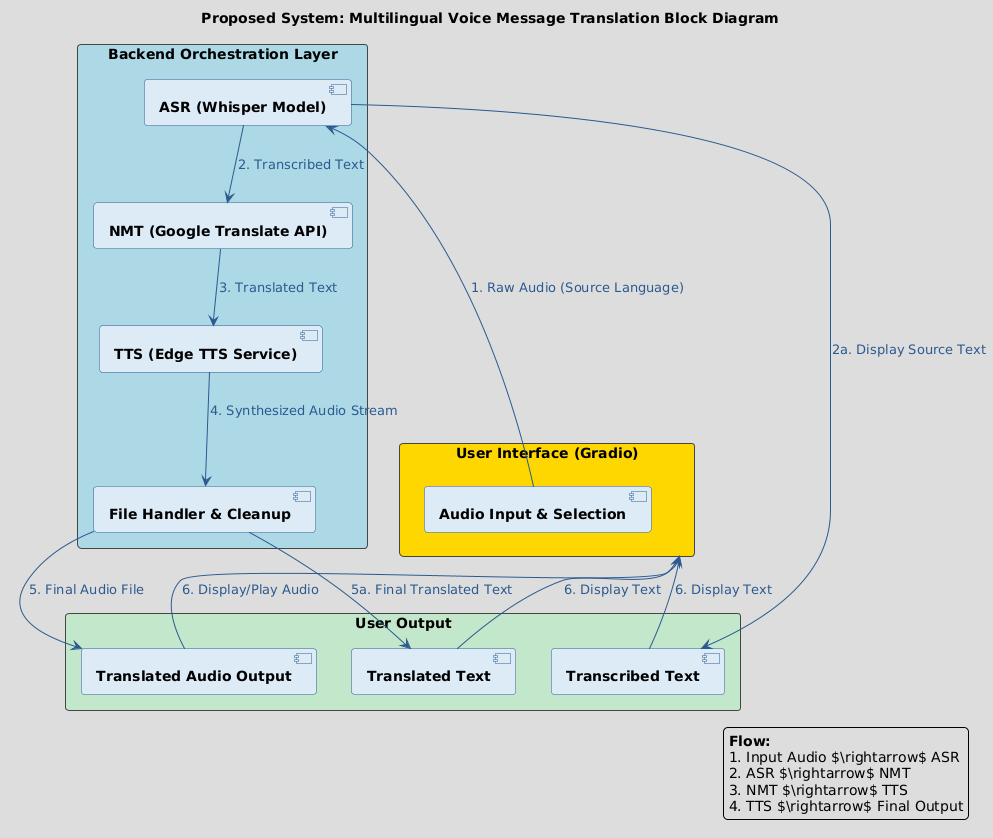 Proposed System: Multilingual Voice Message Translation Block Diagram
Backend Orchestration Layer
ASR (Whisper Model)
2. Transcribed Text
NMT (Google Translate API)
3. Translated Text
1. Raw Audio (Source Language)
TTS (Edge TTS Service)
2a. Display Source Text
4. Synthesized Audio Stream
User Interface (Gradio)
File Handler & Cleanup
Audio Input & Selection
5. Final Audio File
6. Display/Play Audio
5a. Final Translated Text
6. Display Text
6. Display Text
User Output
Translated Audio Output
Translated Text
Transcribed Text
Flow:
1. Input Audio $\rightarrow$ ASR
2. ASR $\rightarrow$ NMT
3. NMT $\rightarrow$ TTS
4. TTS $\rightarrow$ Final Output